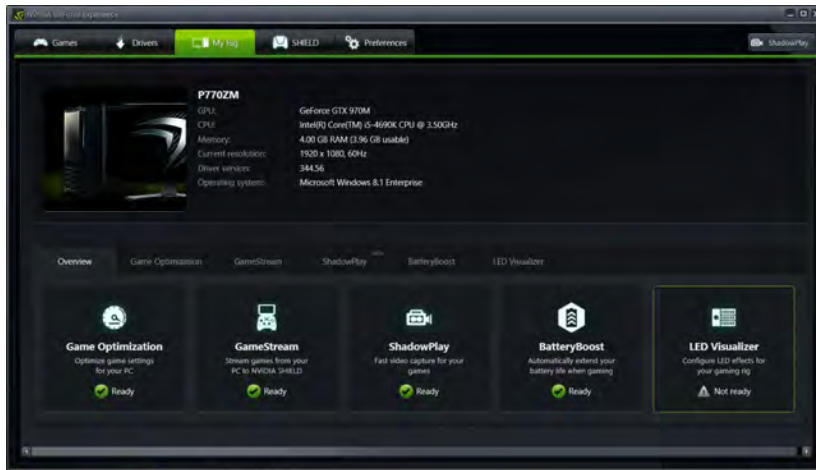 NVIDIA GeForce Experience
Games
Drivers
My Rig
SHIELD
Preferences
ShadowPlay
P770ZM
GPU: GeForce GTX 970M
CPU: Intel(R) Core(TM) i5-4690K CPU @ 3.50GHz
Memory: 4.00 GB RAM (3.96 GB usable)
Current resolution: 1920 x 1080, 60Hz
Driver version: 344.56
Operating system: Microsoft Windows 8.1 Enterprise
Overview
Game Optimization
GameStream
ShadowPlay
BatteryBoost
LED Visualizer
Game Optimization
Optimize game settings
for your PC
Ready
GameStream
Stream games from your
PC to NVIDIA SHIELD
Ready
ShadowPlay
Fast video capture for your
games
Ready
BatteryBoost
Automatically extend your
battery life when gaming
Ready
LED Visualizer
Configure LED effects for
your gaming rig
Not ready